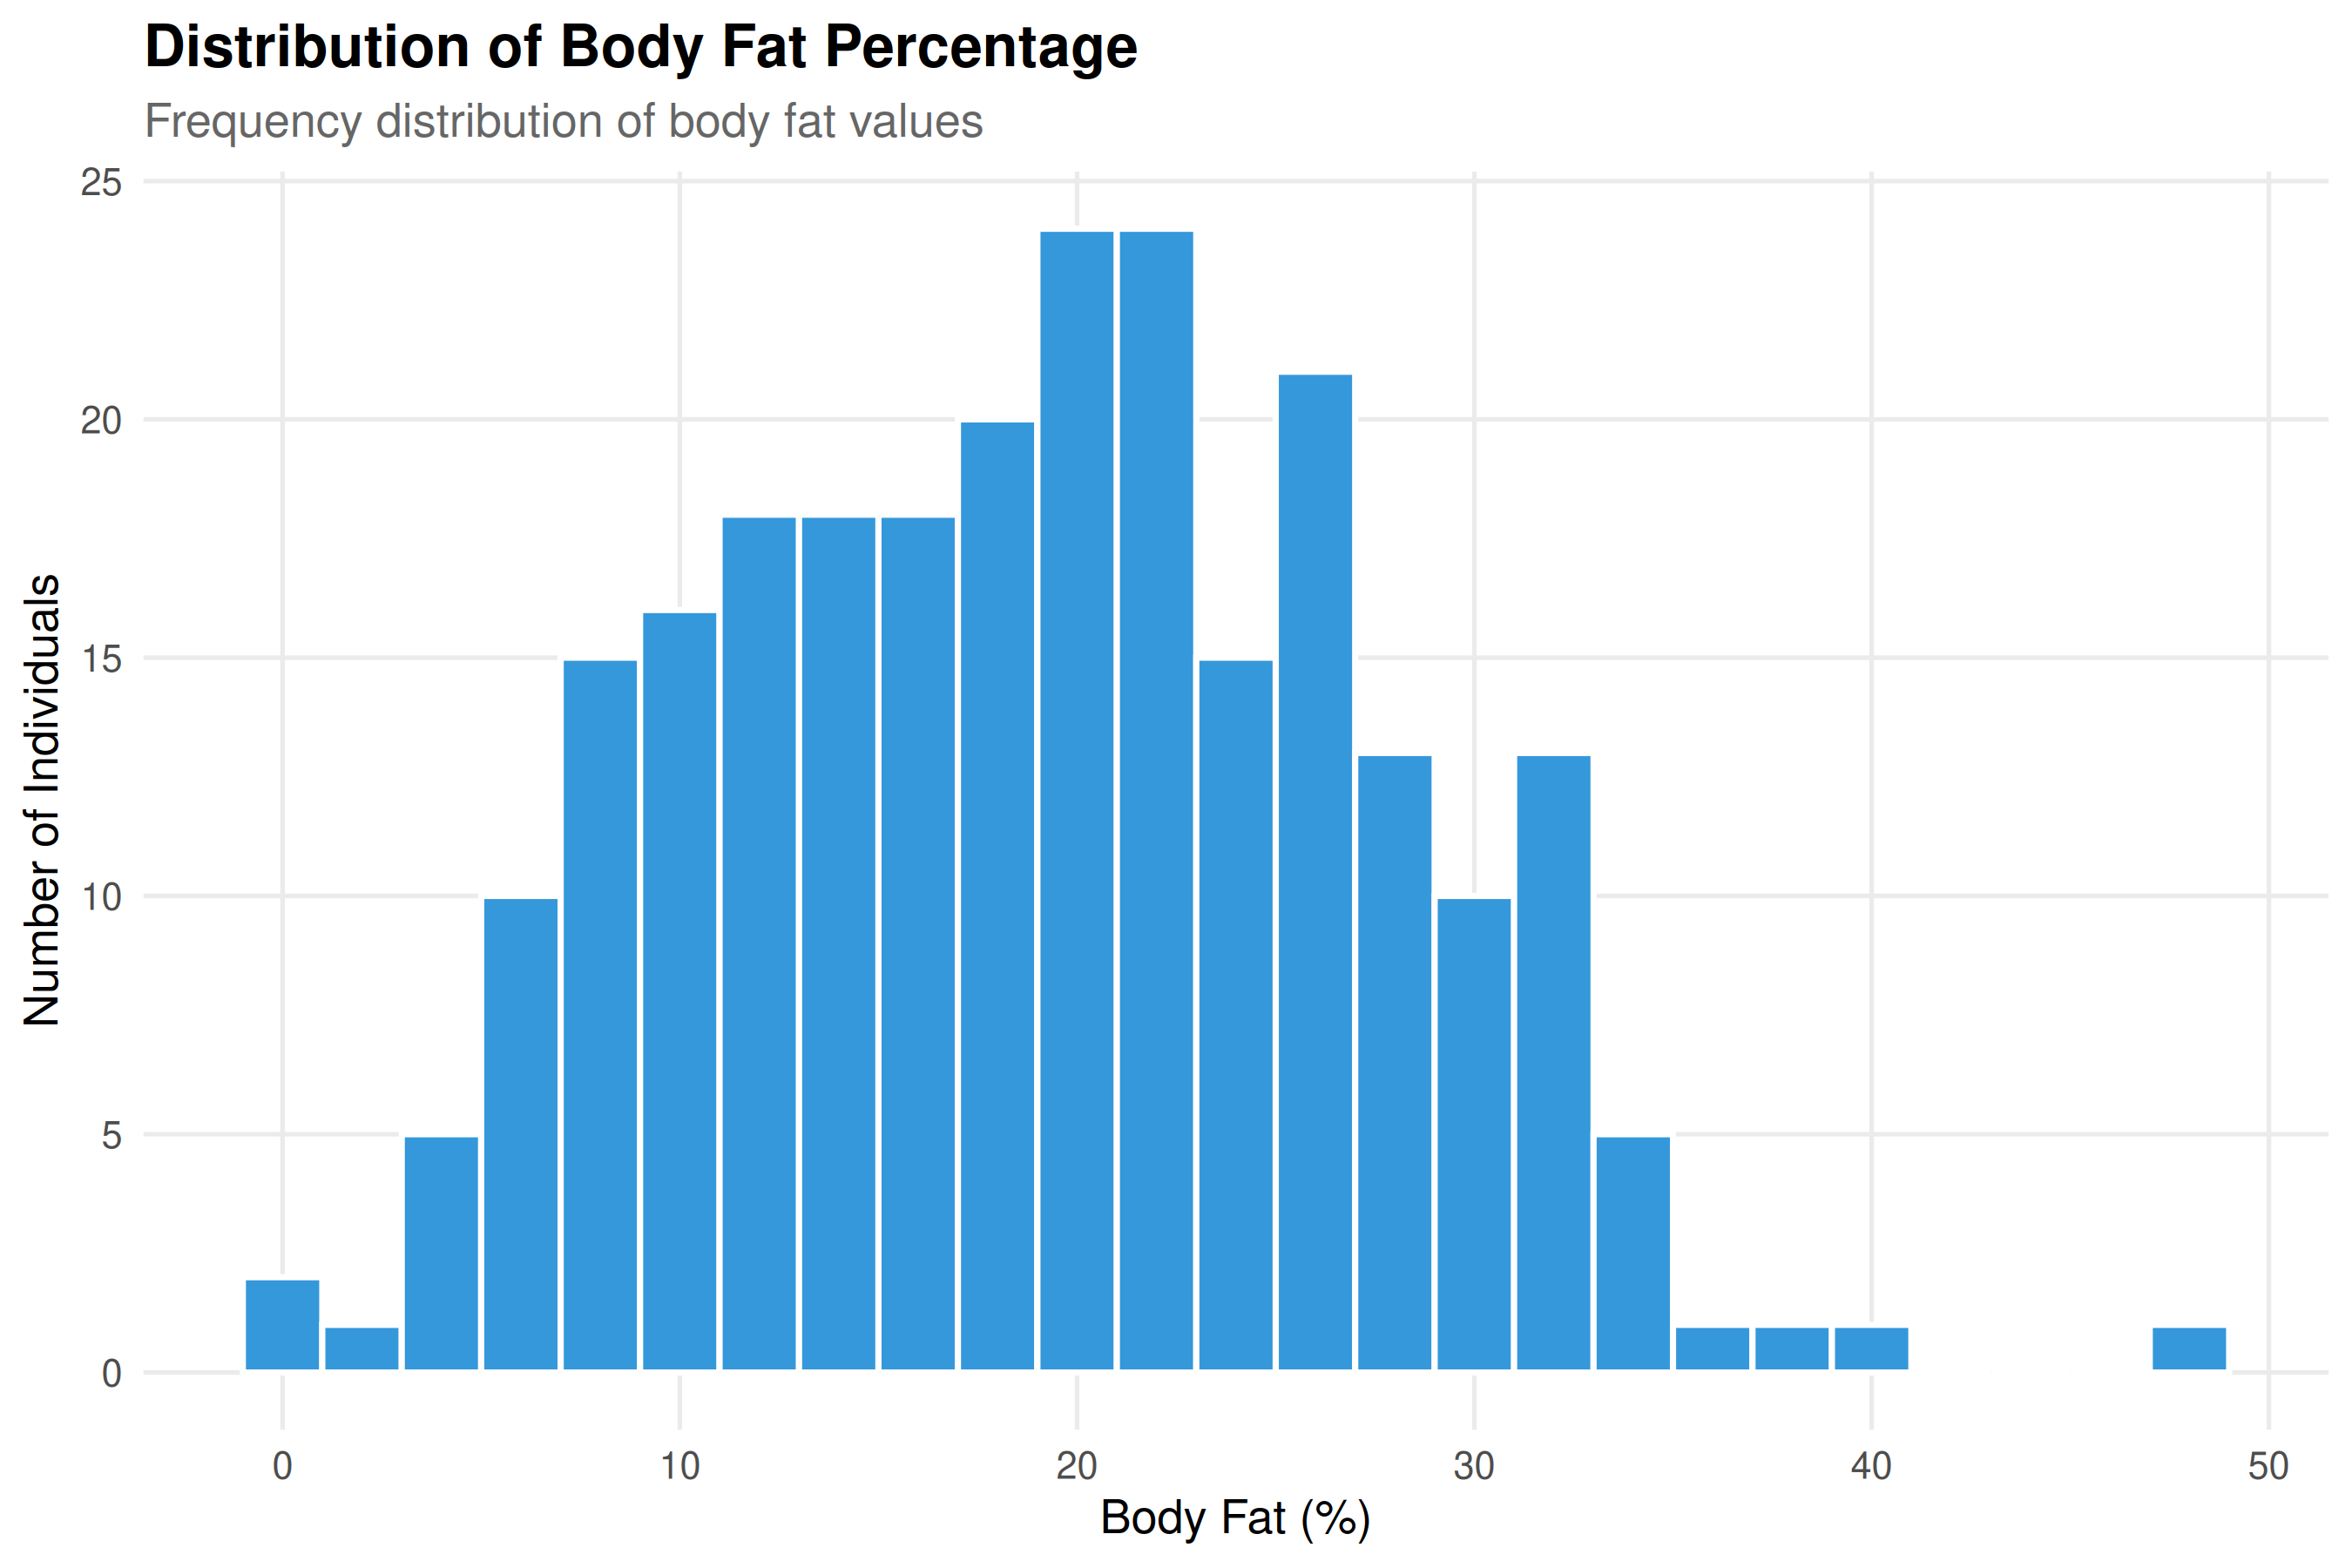 Distribution of Body Fat Percentage
Frequency distribution of body fat values
25
20
15
10
5
0
Number of Individuals
0 10 20 30 40 50
Body Fat (%)